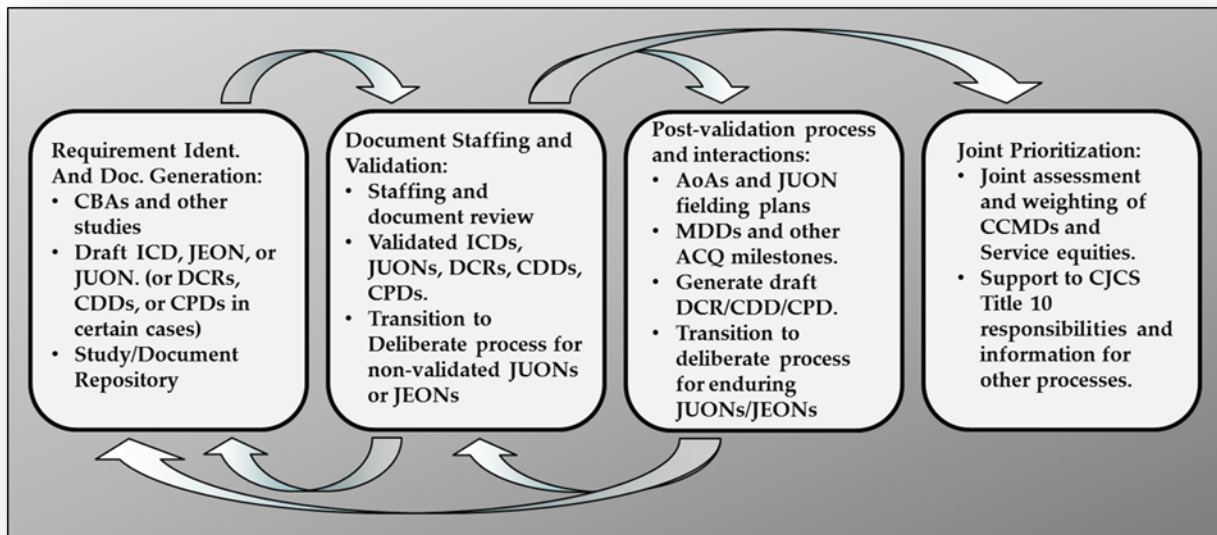 Requirement Ident.
And Doc. Generation:
• CBAs and other
studies
• Draft ICD, JEON, or
JUON. (or DCRs,
CDDs, or CPDs in
certain cases)
• Study/Document
Repository
Document Staffing and
Validation:
• Staffing and
document review
• Validated ICDs,
JUONs, DCRs, CDDs,
CPDs.
• Transition to
Deliberate process for
non-validated JUONs
or JEONs
Post-validation process
and interactions:
• AoAs and JUON
fielding plans
• MDDs and other
ACQ milestones.
• Generate draft
DCR/CDD/CPD.
• Transition to
deliberate process
for enduring
JUONs/JEONs
Joint Prioritization:
• Joint assessment
and weighting of
CCMDs and
Service equities.
• Support to CJCS
Title 10
responsibilities and
information for
other processes.